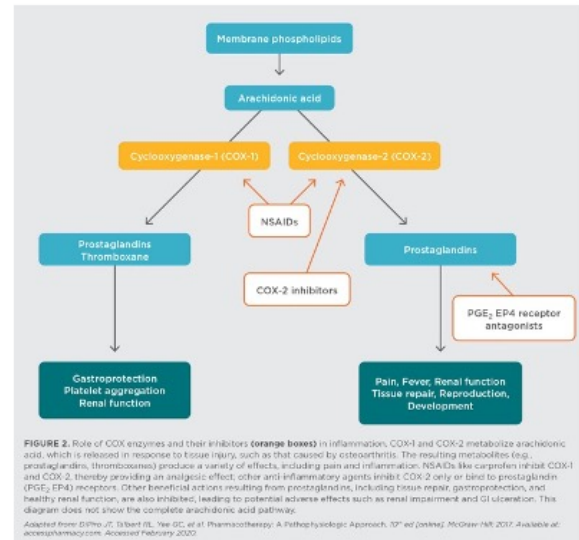 Membrane phospholipids
Arachidonic acid
Cyclooxygenase-1 (COX-1)
Cyclooxygenase-2 (COX-2)
NSAIDs
Prostaglandins
Thromboxane
Prostaglandins
COX-2 inhibitors
PGE2 EP4 receptor
antagonists
Gastroprotection
Platelet aggregation
Renal function
Pain, Fever, Renal function
Tissue repair, Reproduction,
Development
FIGURE 2. Role of COX enzymes and their inhibitors (orange boxes) in inflammation. COX-1 and COX-2 metabolize arachidonic
acid, which is released in response to tissue injury, such as that caused by osteoarthritis. The resulting metabolites (e.g.,
prostaglandins, thromboxanes) produce a variety of effects, including pain and inflammation. NSAIDs like carprofen inhibit COX-1
and COX-2, thereby providing an analgesic effect; other anti-inflammatory agents inhibit COX-2 only or bind to prostaglandin
(PGE2 EP4) receptors. Other beneficial actions resulting from prostaglandins, including tissue repair, gastroprotection, and
healthy renal function, are also inhibited, leading to potential adverse effects such as renal impairment and GI ulceration. This
diagram does not show the complete arachidonic acid pathway.
Adapted from: DiPiro JT, Talbert RL, Yee GC, et al. Pharmacotherapy: A Pathophysiologic Approach, 10th ed [online]. McGraw-Hill; 2017. Available at:
accesspharmacy.com. Accessed February 2020.